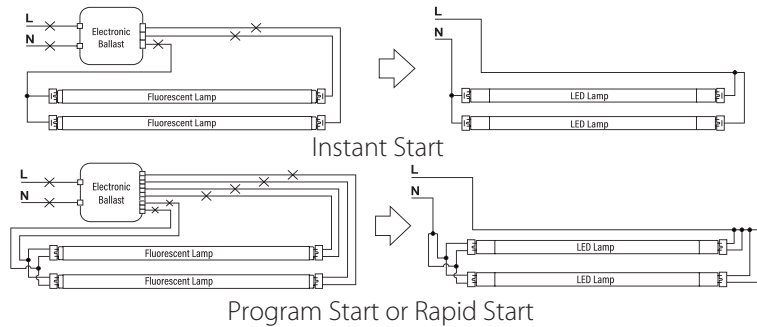 L
N
Electronic
Ballast
Fluorescent Lamp
Fluorescent Lamp
L
N
LED Lamp
LED Lamp
Instant Start
L
N
Electronic
Ballast
Fluorescent Lamp
Fluorescent Lamp
L
N
LED Lamp
LED Lamp
Program Start or Rapid Start